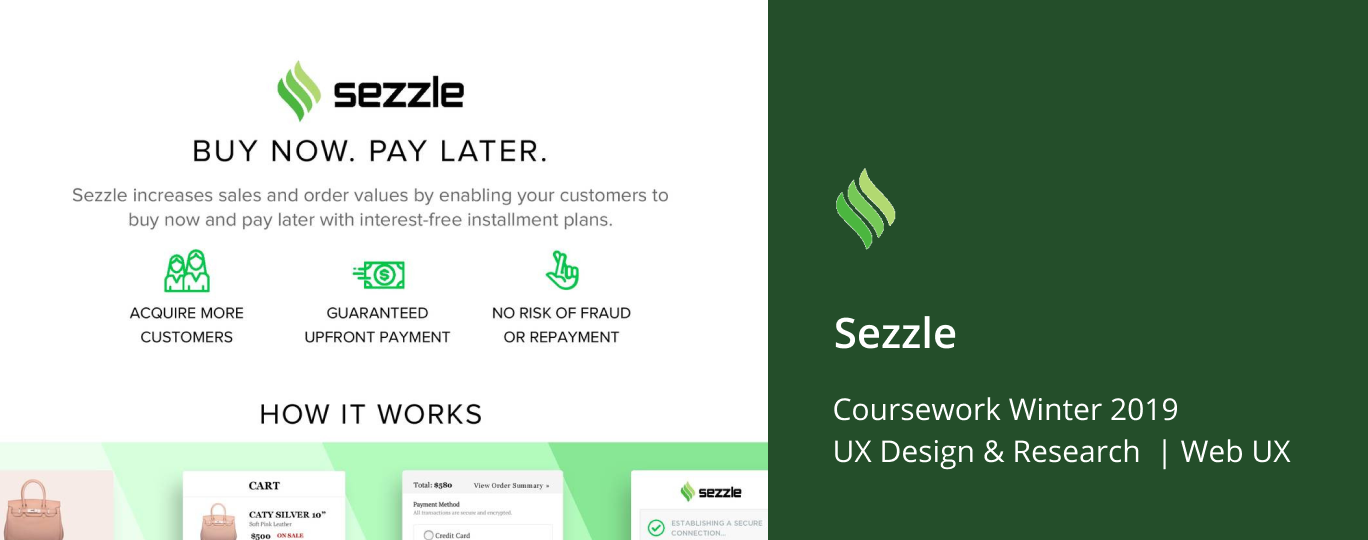 sezzle
BUY NOW. PAY LATER.
Sezzle increases sales and order values by enabling your customers to
buy now and pay later with interest-free installment plans.
ACQUIRE MORE
CUSTOMERS
GUARANTEED
UPFRONT PAYMENT
NO RISK OF FRAUD
OR REPAYMENT
HOW IT WORKS
CART
CATY SILVER 10”
Soft Pink Leather
$500 ON SALE
Total: $580 View Order Summary »
Payment Method
All transactions are secure and encrypted.
Credit Card
sezzle
ESTABLISHING A SECURE
CONNECTION...
Sezzle
Coursework Winter 2019
UX Design & Research | Web UX